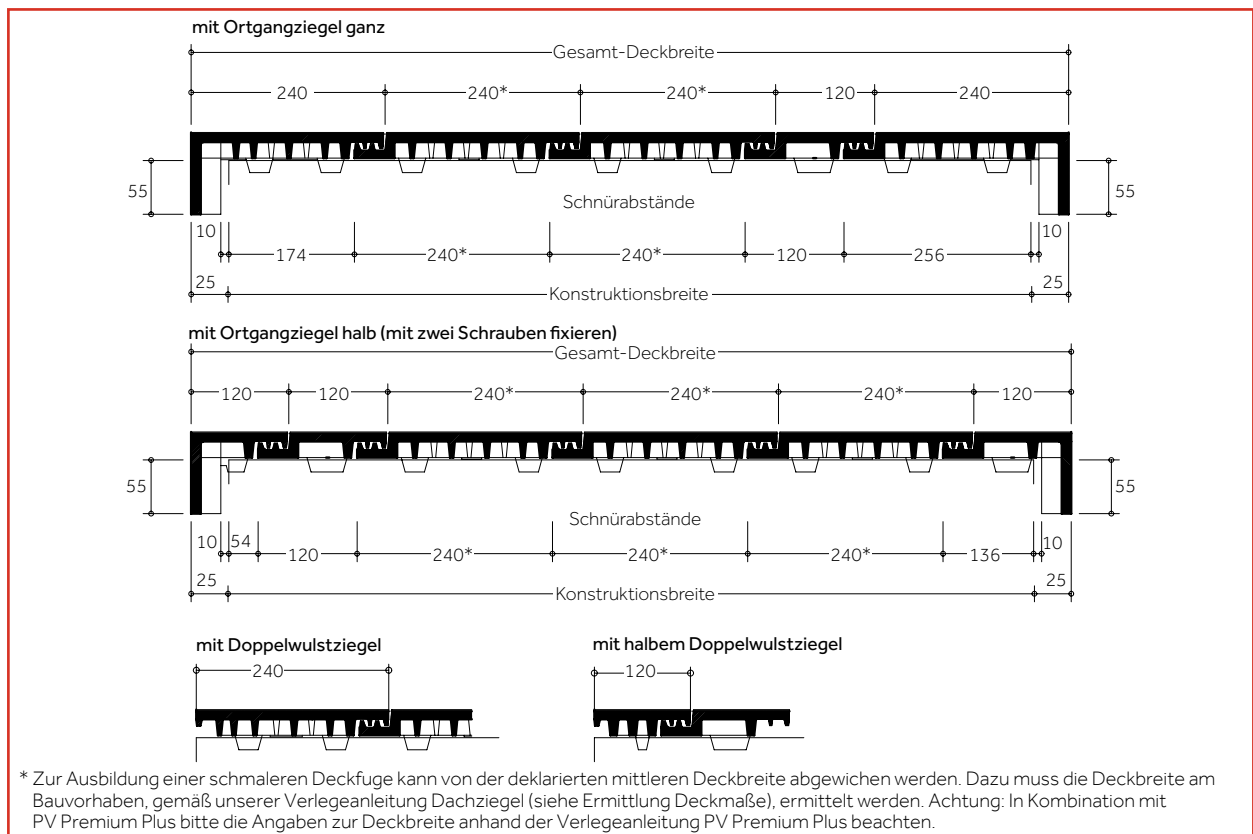 mit Ortgangziegel ganz
Gesamt-Deckbreite
240 240* 240* 120 240
55 55
Schnürabstände
10 174 240* 240* 120 256 10
25 Konstruktionsbreite 25
mit Ortgangziegel halb (mit zwei Schrauben fixieren)
Gesamt-Deckbreite
120 120 240* 240* 240* 120
55 55
Schnürabstände
10 54 120 240* 240* 240* 136 10
25 Konstruktionsbreite 25
mit Doppelwulstziegel
240
mit halbem Doppelwulstziegel
120
* Zur Ausbildung einer schmaleren Deckfuge kann von der deklarierten mittleren Deckbreite abgewichen werden. Dazu muss die Deckbreite am
Bauvorhaben, gemäß unserer Verlegeanleitung Dachziegel (siehe Ermittlung Deckmaße), ermittelt werden. Achtung: In Kombination mit
PV Premium Plus bitte die Angaben zur Deckbreite anhand der Verlegeanleitung PV Premium Plus beachten.